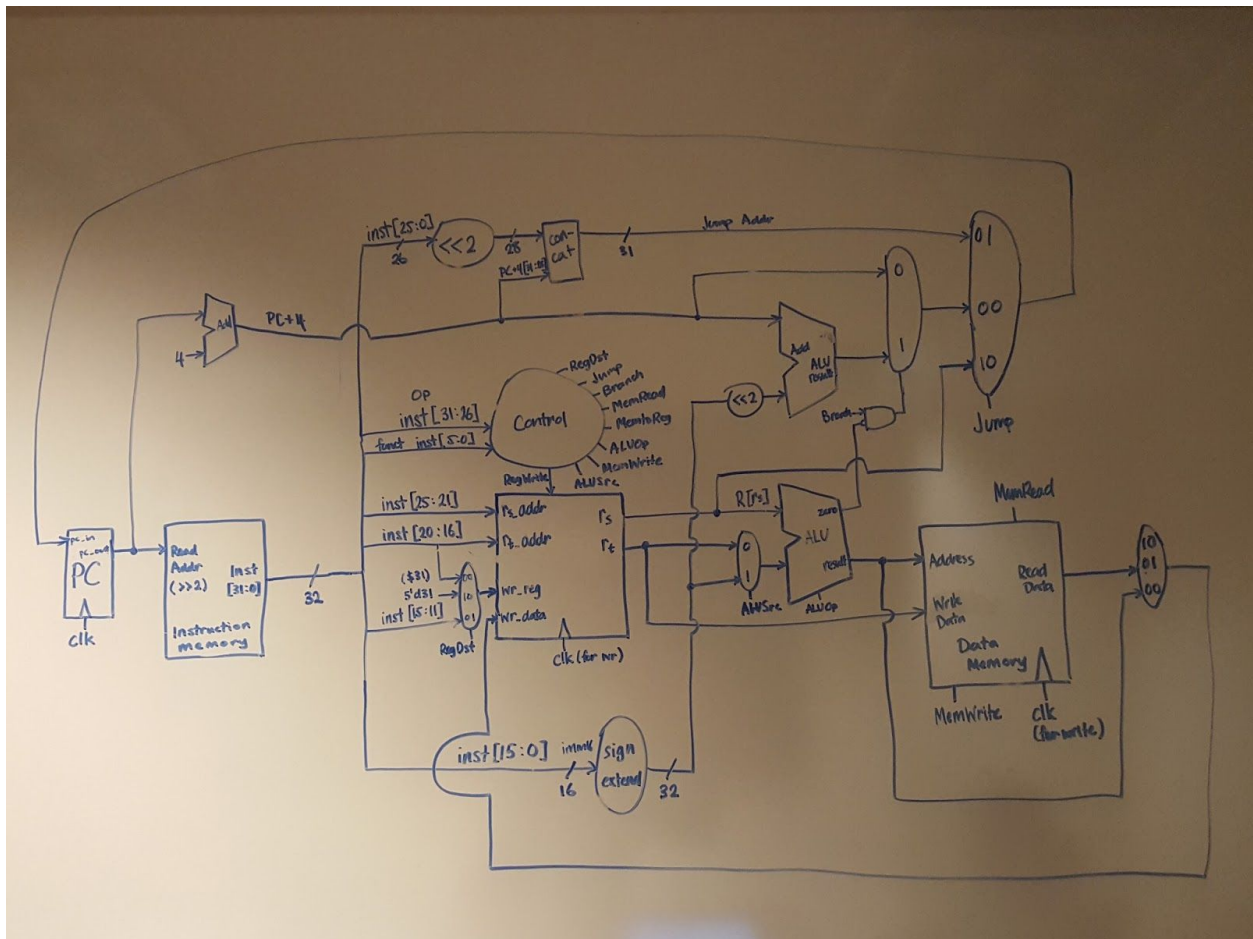 inst[25:0]
26
<<2
28
con-
cat
31
Jump Addr
01
00
10
Jump
4
Add
PC+4
0
1
Add
ALU
result
<<2
Branch
OP
inst[31:26]
funct inst[5:0]
Control
RegDst
Jump
Branch
MemRead
MemtoReg
ALUOp
MemWrite
ALUSrc
RegWrite
pc_in
pc_out
PC
clk
Read
Addr
(>>2)
Inst
[31:0]
Instruction
memory
32
inst[25:21]
inst[20:16]
($31)
5'd31
inst[15:11]
00
10
01
RegDst
rs_addr
rt_addr
wr_reg
wr_data
rs
rt
clk (for wr)
R[rs]
0
1
ALUSrc
zero
ALU
result
ALUOp
MemRead
Address
Write
Data
Read
Data
Data
Memory
MemWrite
clk
(for write)
10
01
00
inst[15:0]
16
sign
extend
32